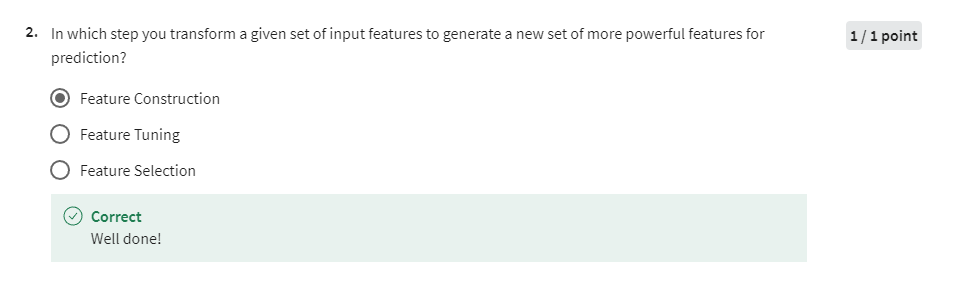 2. In which step you transform a given set of input features to generate a new set of more powerful features for
prediction?
1 / 1 point
Feature Construction
Feature Tuning
Feature Selection
Correct
Well done!